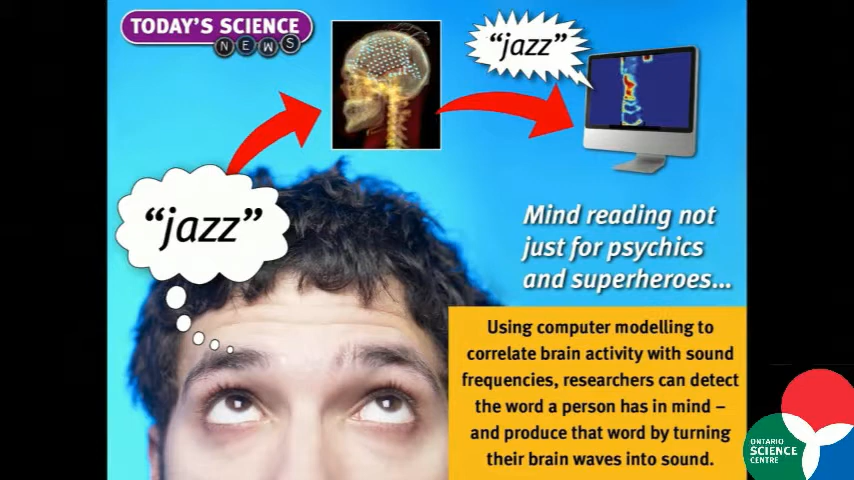 TODAY'S SCIENCE
NEWS
"jazz"
"jazz"
Mind reading not
just for psychics
and superheroes...
Using computer modelling to
correlate brain activity with sound
frequencies, researchers can detect
the word a person has in mind –
and produce that word by turning
their brain waves into sound.
ONTARIO
SCIENCE
CENTRE